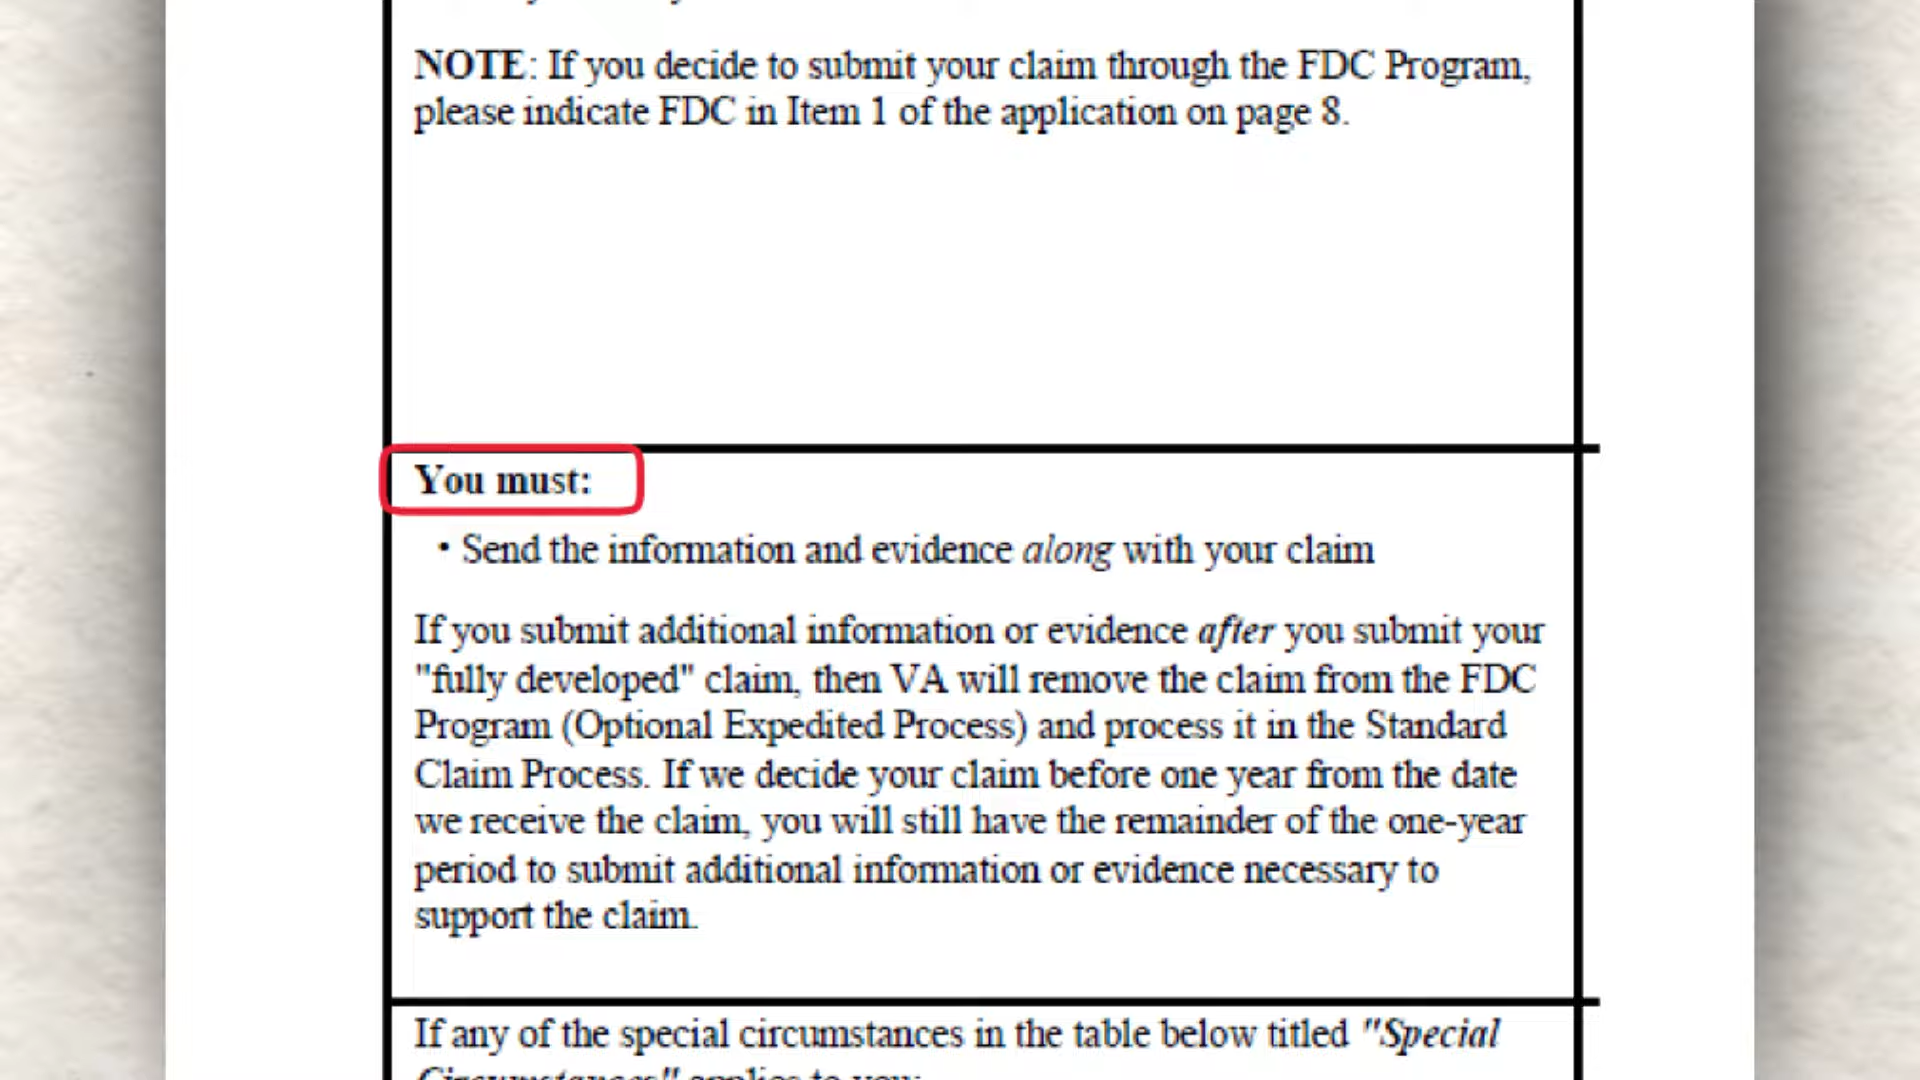 NOTE: If you decide to submit your claim through the FDC Program,
please indicate FDC in Item 1 of the application on page 8.
You must:
• Send the information and evidence along with your claim
If you submit additional information or evidence after you submit your
"fully developed" claim, then VA will remove the claim from the FDC
Program (Optional Expedited Process) and process it in the Standard
Claim Process. If we decide your claim before one year from the date
we receive the claim, you will still have the remainder of the one-year
period to submit additional information or evidence necessary to
support the claim.
If any of the special circumstances in the table below titled "Special
Circumstances" applies to you: